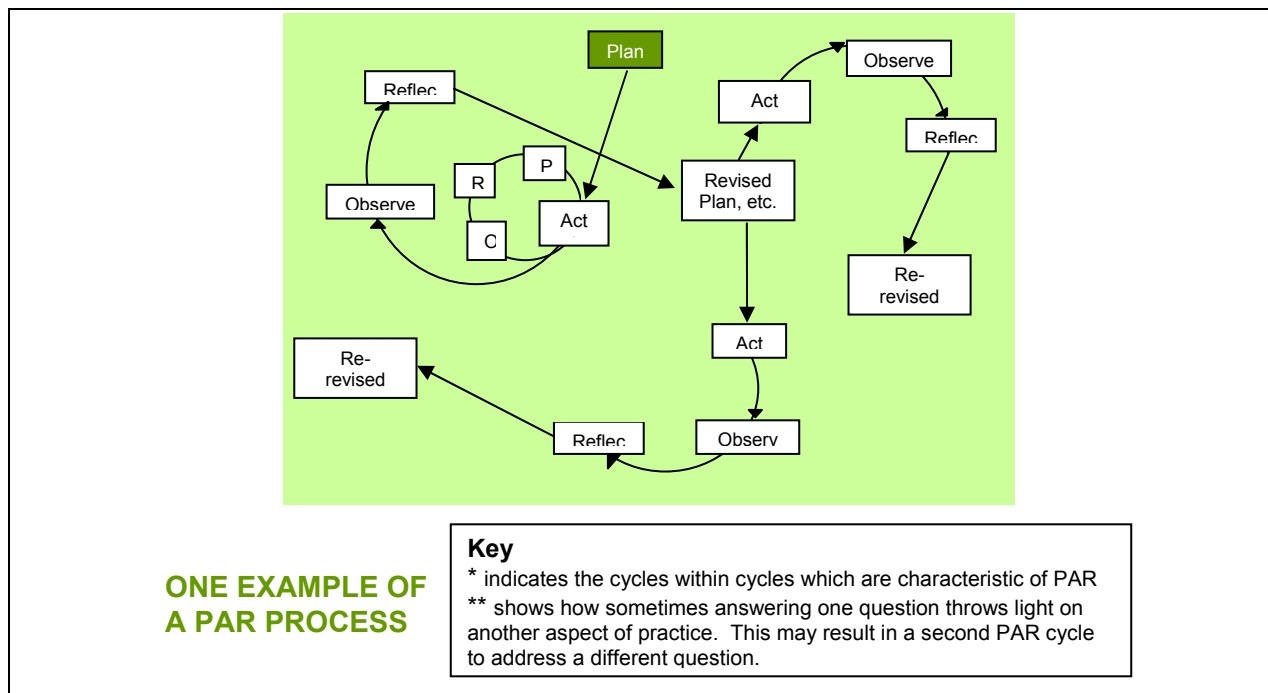 Plan
Observe
Act
Reflec
Reflec
P
R
Revised
Plan, etc.
Observe
Act
O
Re-
revised
Act
Re-
revised
Reflec
Observ
ONE EXAMPLE OF
A PAR PROCESS
Key
* indicates the cycles within cycles which are characteristic of PAR
** shows how sometimes answering one question throws light on
another aspect of practice.  This may result in a second PAR cycle
to address a different question.